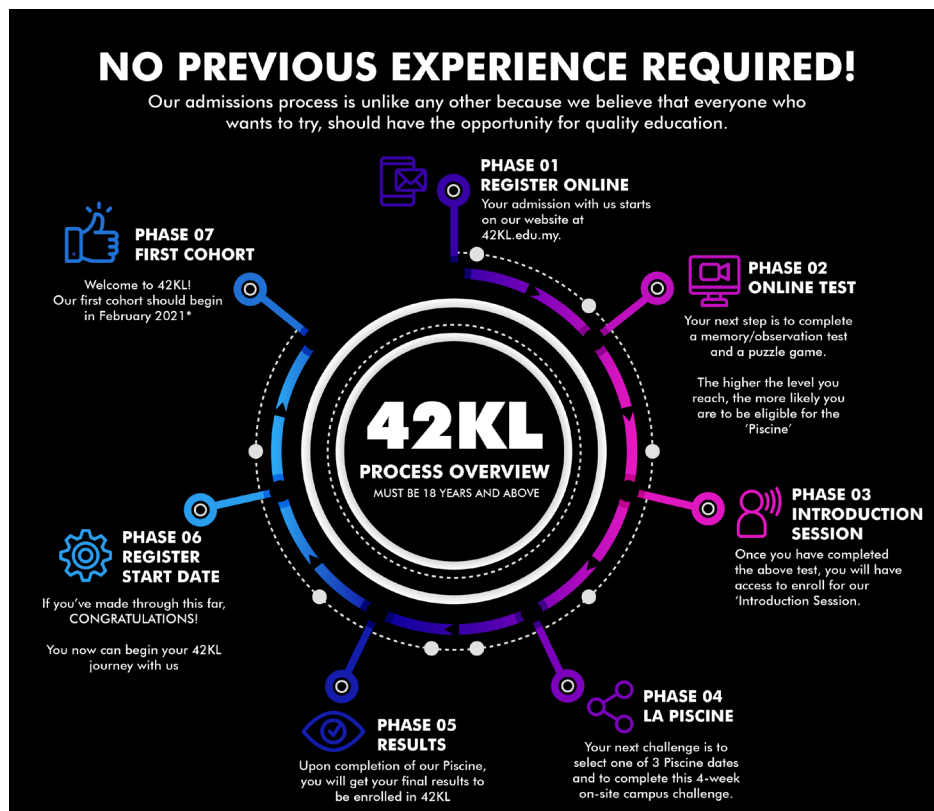 NO PREVIOUS EXPERIENCE REQUIRED!
Our admissions process is unlike any other because we believe that everyone who
wants to try, should have the opportunity for quality education.
PHASE 01
REGISTER ONLINE
Your admission with us starts
on our website at
42KL.edu.my.
PHASE 02
ONLINE TEST
Your next step is to complete
a memory/observation test
and a puzzle game.
The higher the level you
reach, the more likely you
are to be eligible for the
‘Piscine’
PHASE 03
INTRODUCTION
SESSION
Once you have completed
the above test, you will have
access to enroll for our
‘Introduction Session.
PHASE 04
LA PISCINE
Your next challenge is to
select one of 3 Piscine dates
and to complete this 4-week
on-site campus challenge.
PHASE 05
RESULTS
Upon completion of our Piscine,
you will get your final results to
be enrolled in 42KL
PHASE 06
REGISTER
START DATE
If you’ve made through this far,
CONGRATULATIONS!
You now can begin your 42KL
journey with us
PHASE 07
FIRST COHORT
Welcome to 42KL!
Our first cohort should begin
in February 2021*
42KL
PROCESS OVERVIEW
MUST BE 18 YEARS AND ABOVE